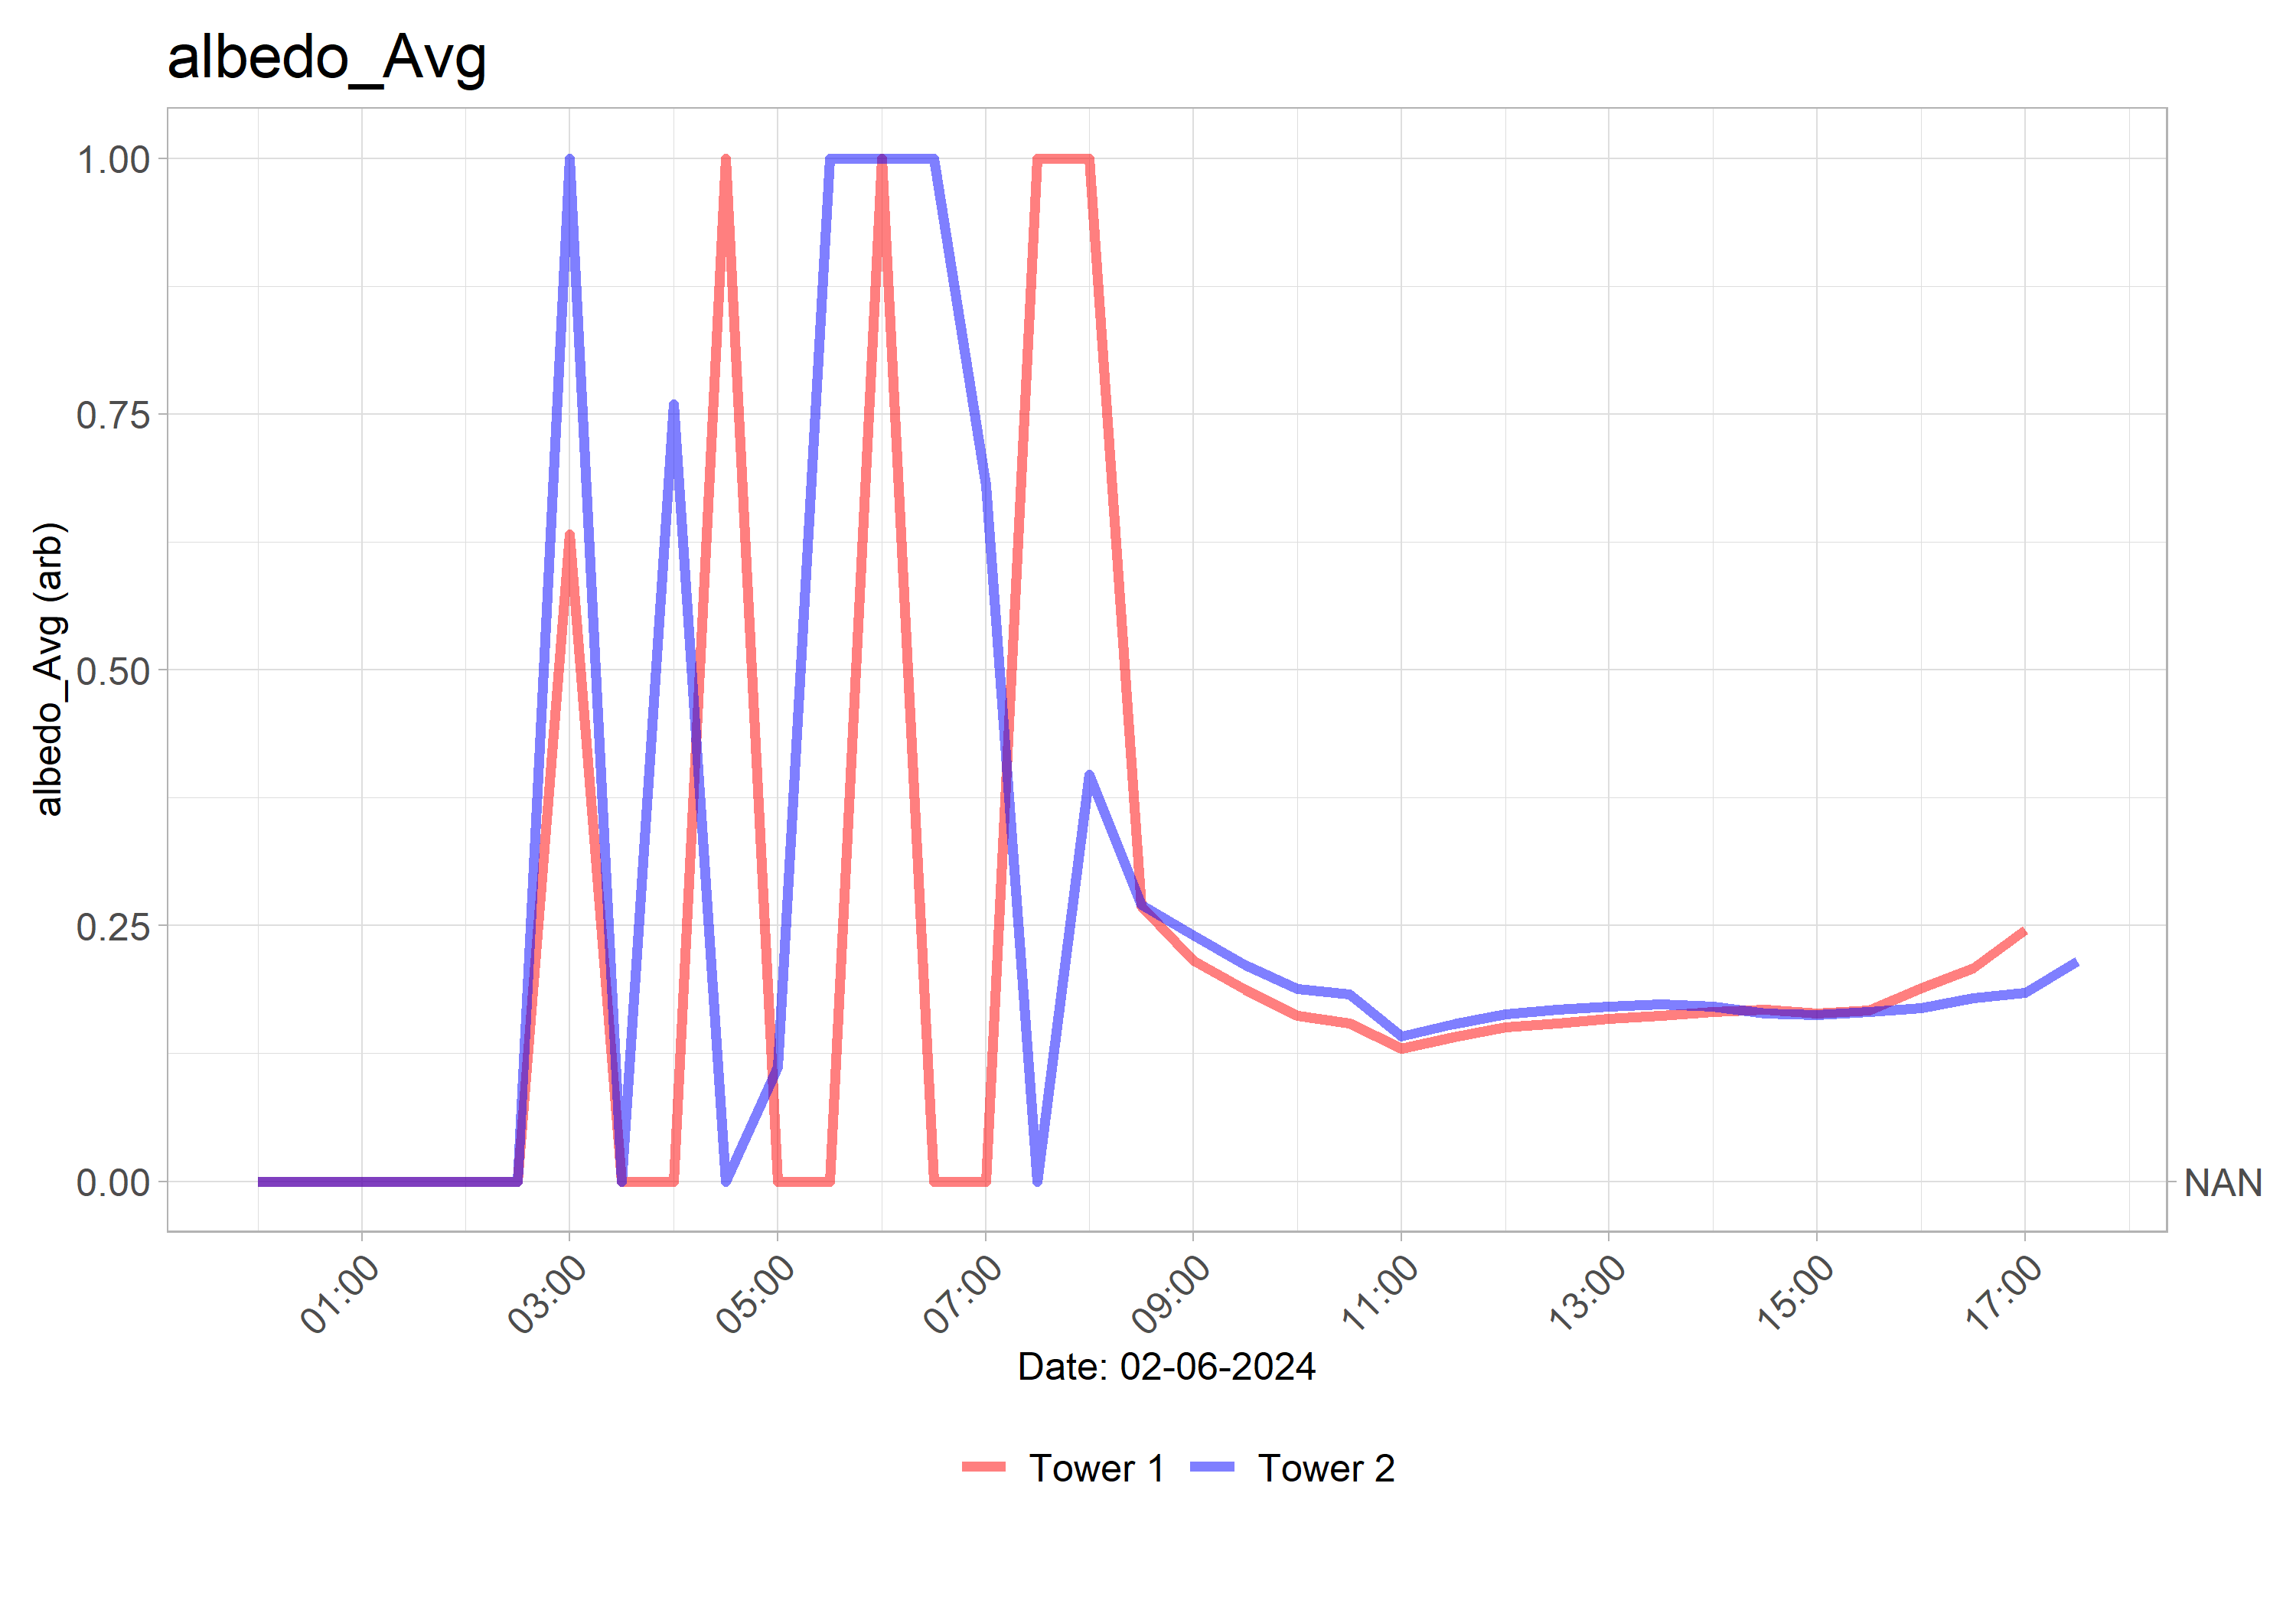 albedo_Avg
albedo_Avg (arb)
1.00
0.75
0.50
0.25
0.00
NAN
01:00 03:00 05:00 07:00 09:00 11:00 13:00 15:00 17:00
Date: 02-06-2024
Tower 1 Tower 2